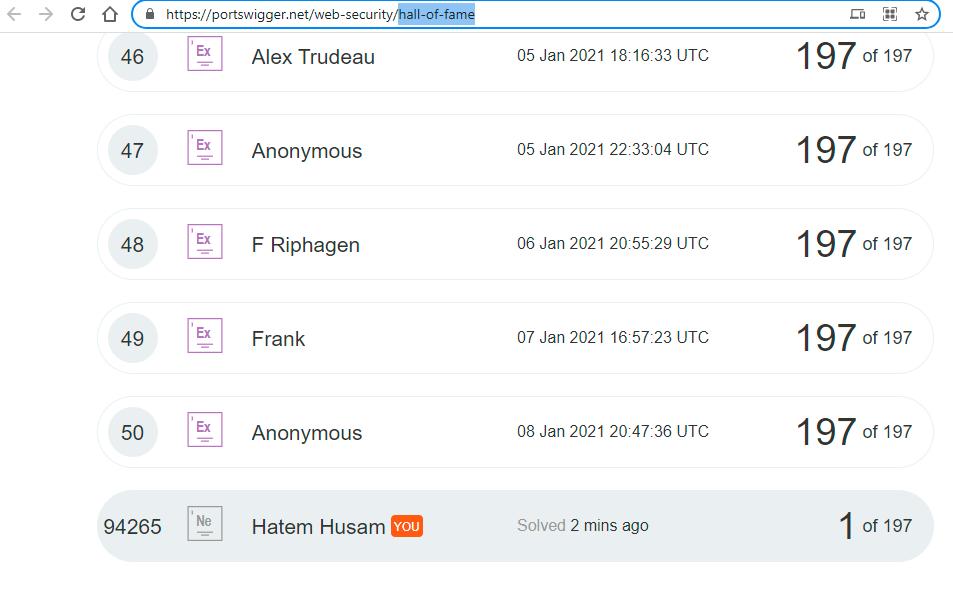 https://portswigger.net/web-security/hall-of-fame
46 Ex Alex Trudeau 05 Jan 2021 18:16:33 UTC 197 of 197
47 Ex Anonymous 05 Jan 2021 22:33:04 UTC 197 of 197
48 Ex F Riphagen 06 Jan 2021 20:55:29 UTC 197 of 197
49 Ex Frank 07 Jan 2021 16:57:23 UTC 197 of 197
50 Ex Anonymous 08 Jan 2021 20:47:36 UTC 197 of 197
94265 Ne Hatem Husam YOU Solved 2 mins ago 1 of 197